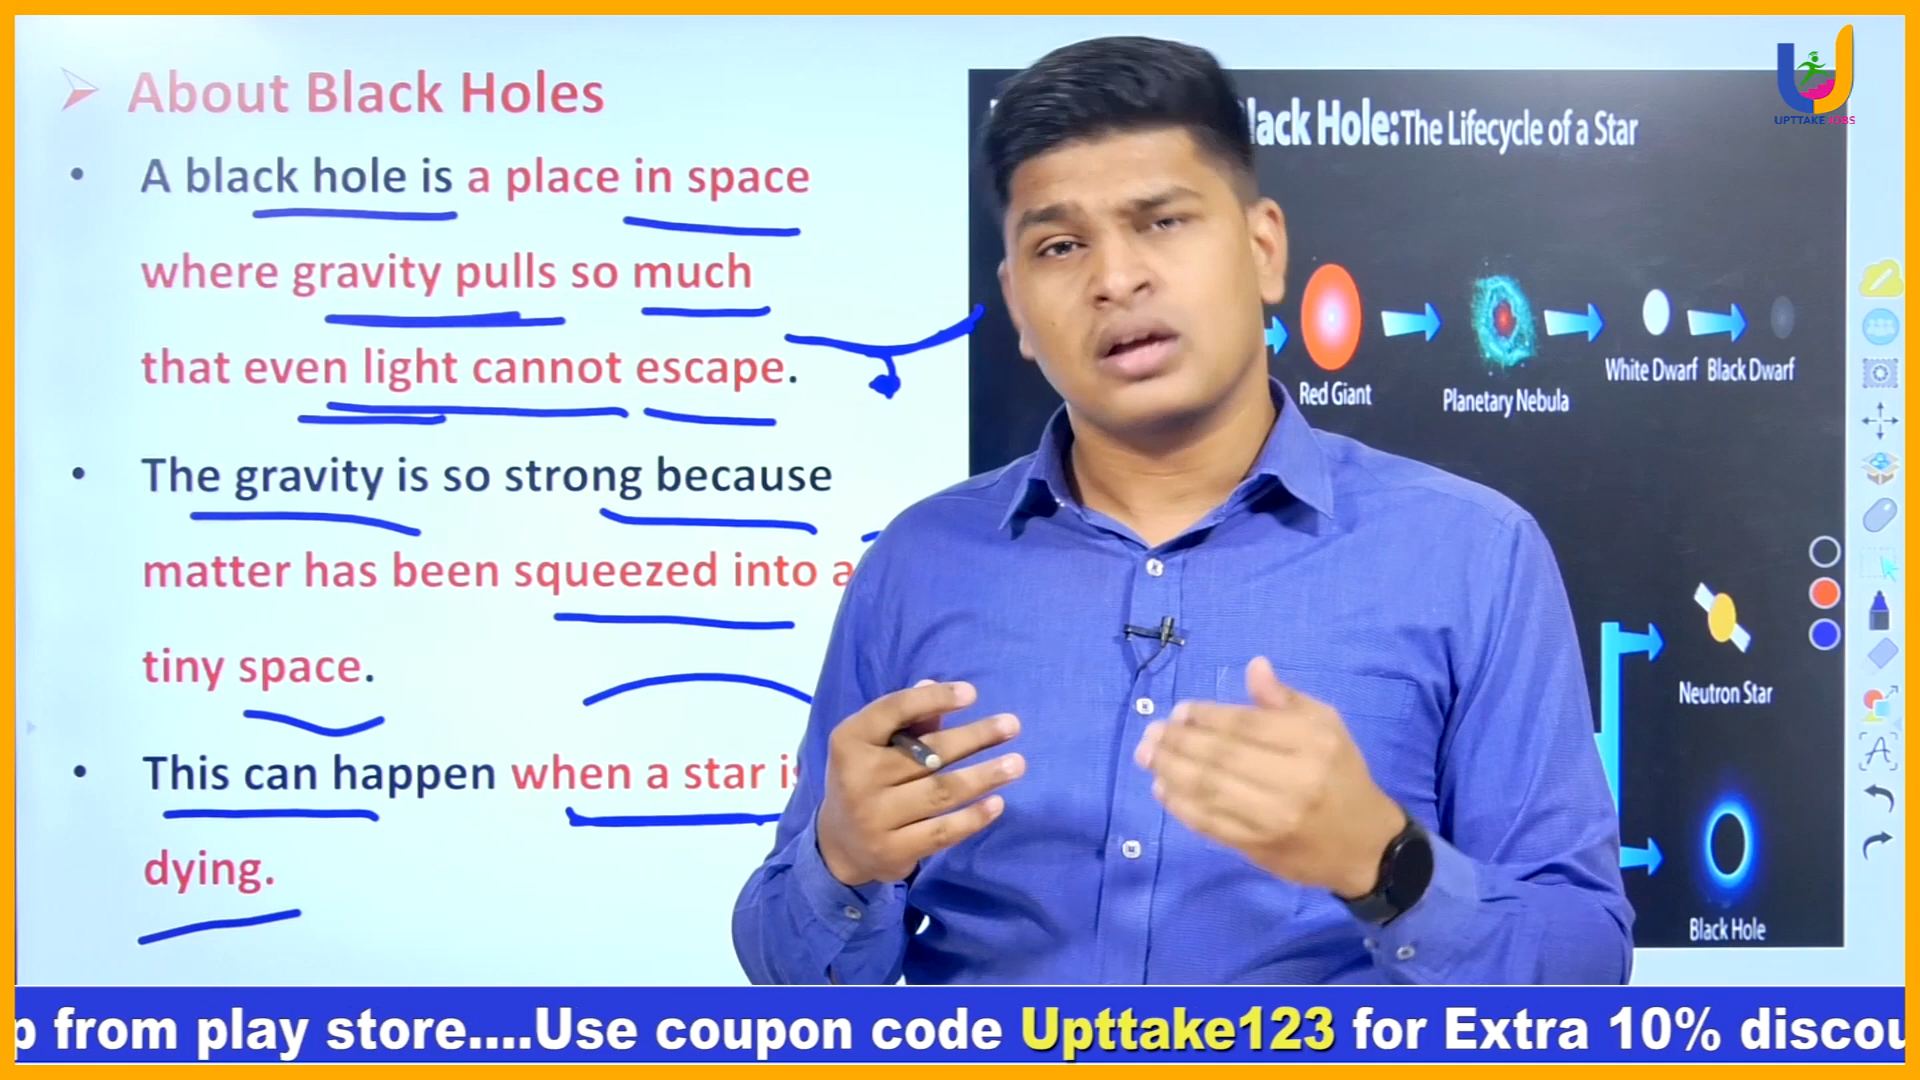 About Black Holes
A black hole is a place in space
where gravity pulls so much
that even light cannot escape.
The gravity is so strong because
matter has been squeezed into a
tiny space.
This can happen when a star is
dying.
lack Hole: The Lifecycle of a Star
Red Giant
Planetary Nebula
White Dwarf
Black Dwarf
Neutron Star
Black Hole
UPTTAKE JOBS
A
p from play store....Use coupon code Upttake123 for Extra 10% discou